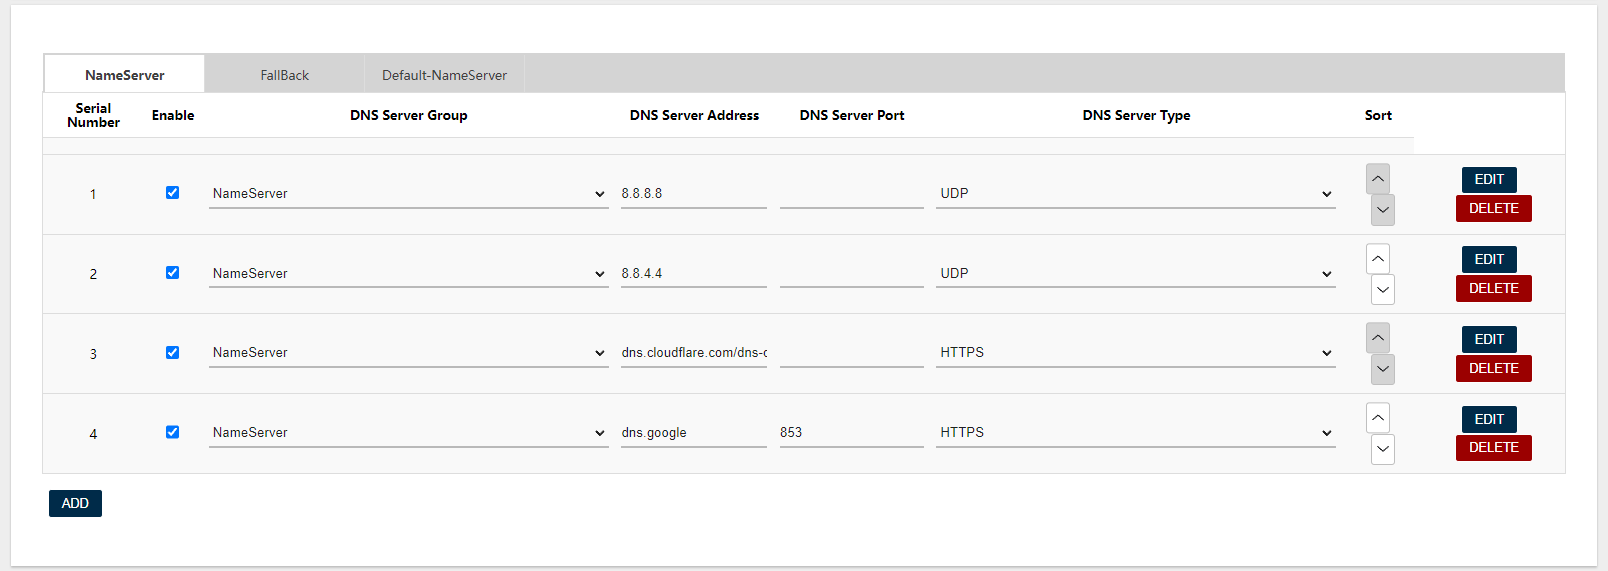 NameServer FallBack Default-NameServer
Serial Number Enable DNS Server Group DNS Server Address DNS Server Port DNS Server Type Sort
1 NameServer 8.8.8.8 UDP EDIT
DELETE
2 NameServer 8.8.4.4 UDP EDIT
DELETE
3 NameServer dns.cloudflare.com/dns- HTTPS EDIT
DELETE
4 NameServer dns.google 853 HTTPS EDIT
DELETE
ADD